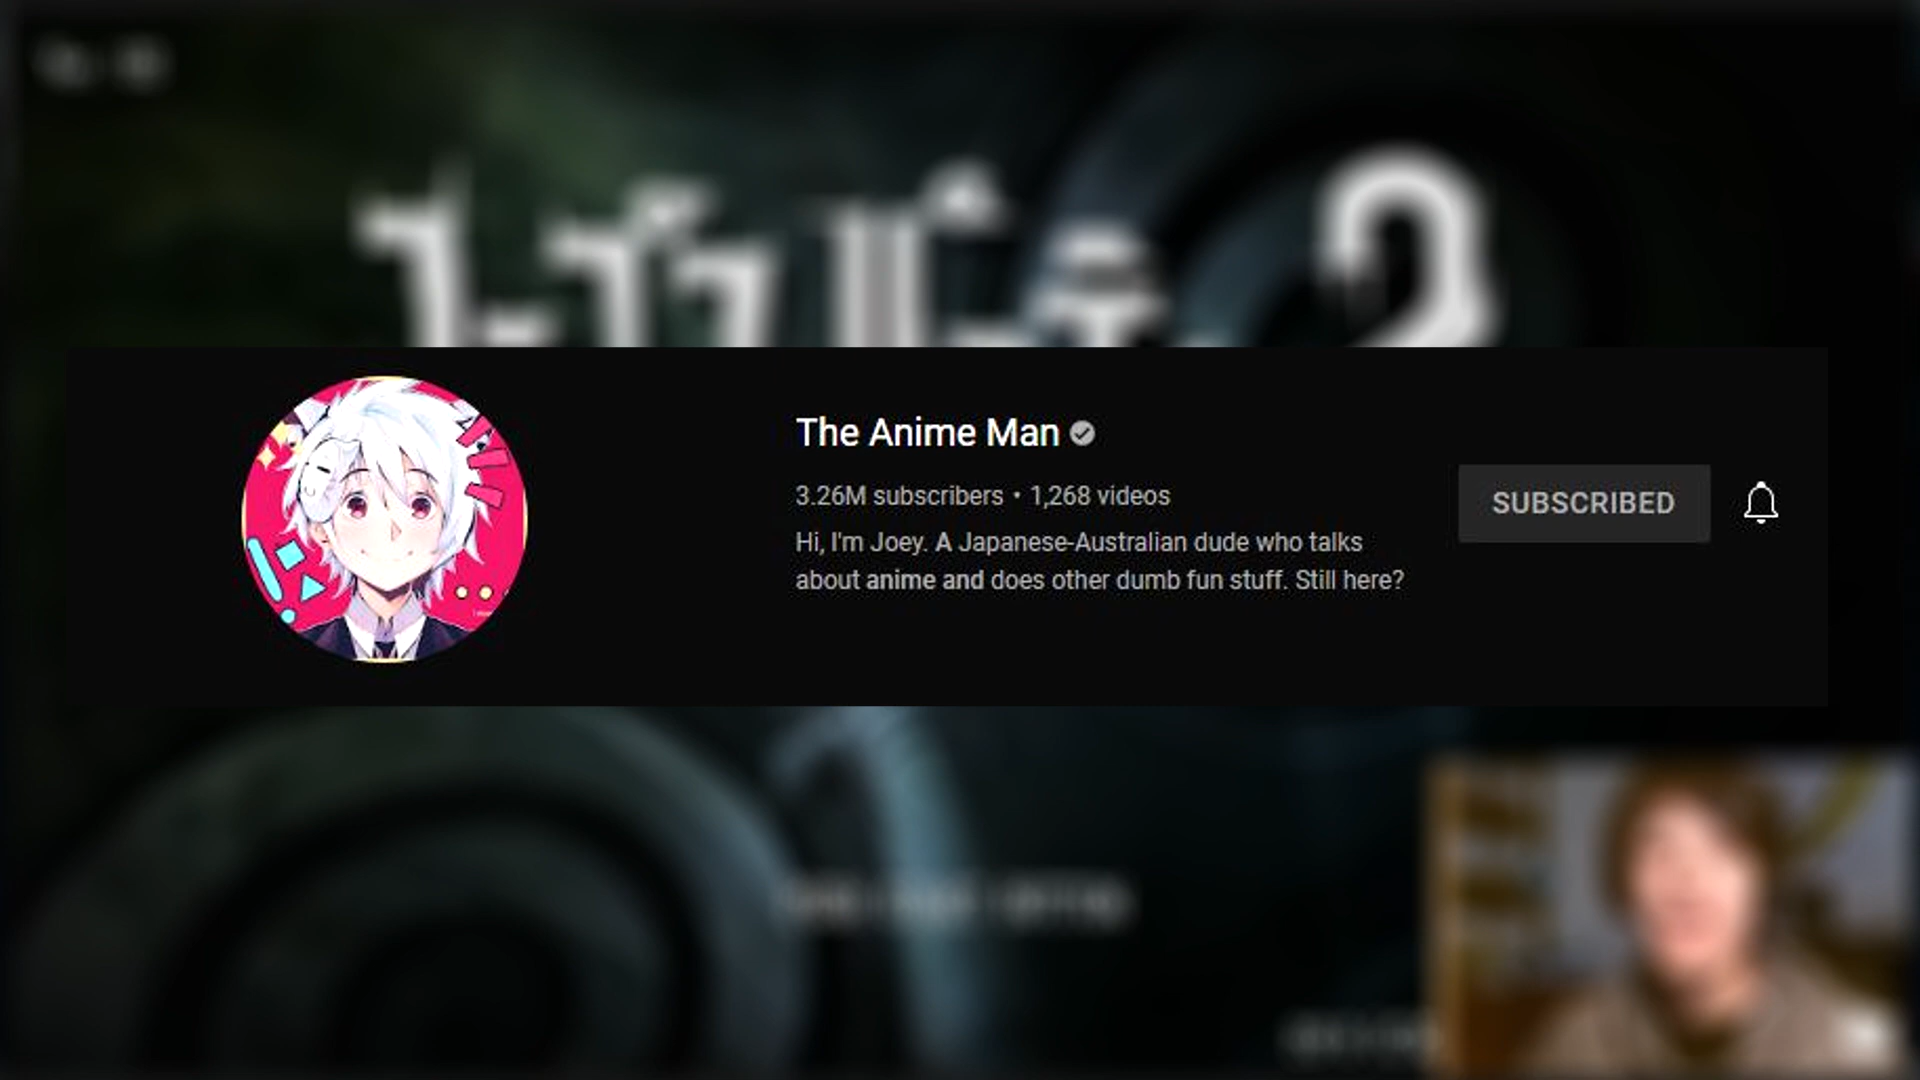 The Anime Man
3.26M subscribers • 1,268 videos
Hi, I'm Joey. A Japanese-Australian dude who talks
about anime and does other dumb fun stuff. Still here?
SUBSCRIBED